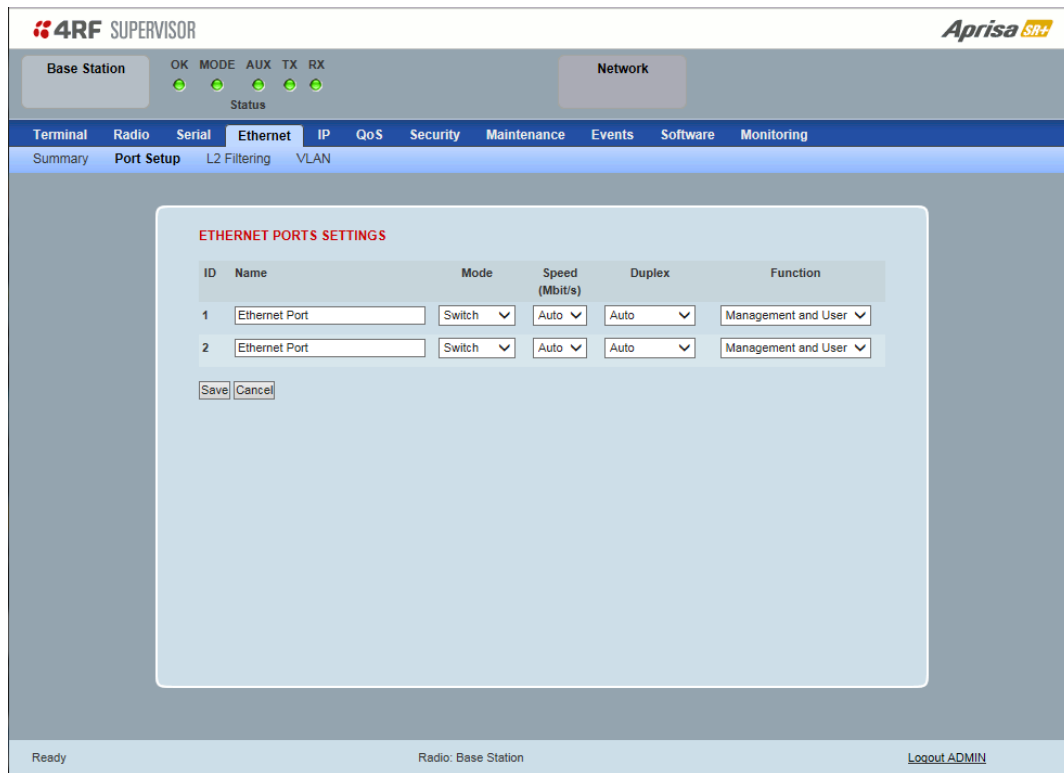 4RF SUPERVISOR
Aprisa SR+
Base Station
OK MODE AUX TX RX
Status
Network
Terminal Radio Serial Ethernet IP QoS Security Maintenance Events Software Monitoring
Summary Port Setup L2 Filtering VLAN
ETHERNET PORTS SETTINGS
ID Name Mode Speed Duplex Function
(Mbit/s)
1 Ethernet Port Switch Auto Auto Management and User
2 Ethernet Port Switch Auto Auto Management and User
Save Cancel
Ready Radio: Base Station Logout ADMIN